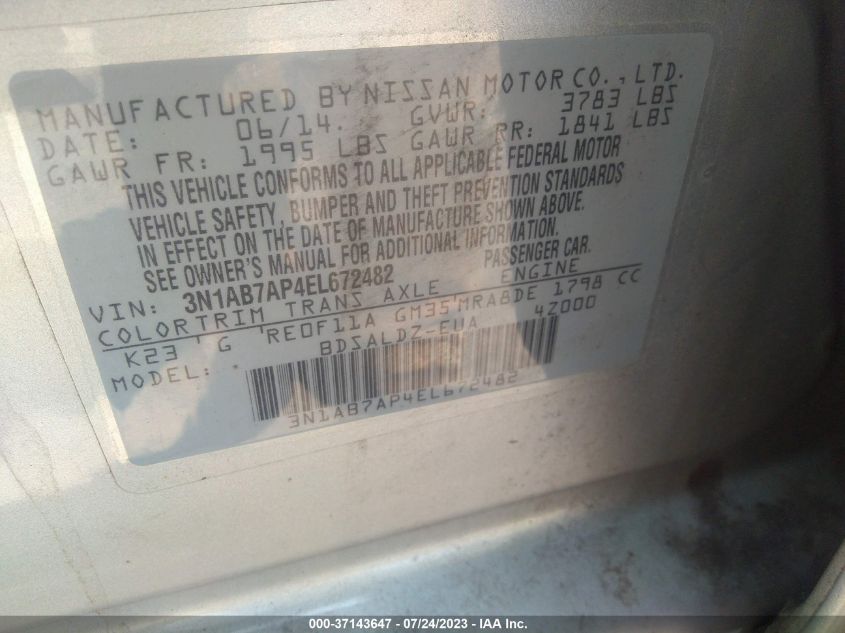 MANUFACTURED BY NISSAN MOTOR CO., LTD.
DATE: 06/14. GVWR: 3783 LBS
GAWR FR: 1995 LBS GAWR RR: 1841 LBS
THIS VEHICLE CONFORMS TO ALL APPLICABLE FEDERAL MOTOR
VEHICLE SAFETY, BUMPER AND THEFT PREVENTION STANDARDS
IN EFFECT ON THE DATE OF MANUFACTURE SHOWN ABOVE.
SEE OWNER'S MANUAL FOR ADDITIONAL INFORMATION.
VIN: 3N1AB7AP4EL672482 PASSENGER CAR.
COLOR TRIM TRANS AXLE ENGINE
K23 G RE0F11A GM35 MRA8DE 1798 CC
MODEL: BDSALDZ-EUA 4Z000
3N1AB7AP4EL672482
000-37143647 / 07/24/2023 - IAA Inc.